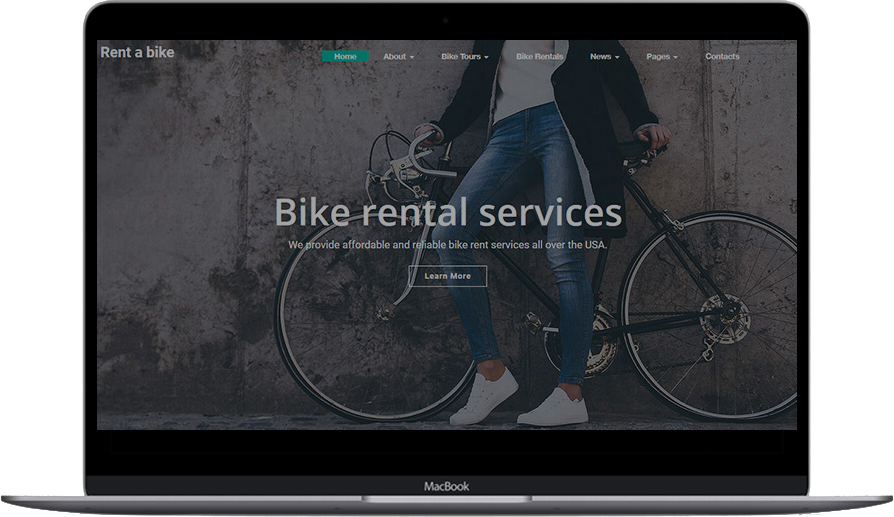 Rent a bike
Home About Bike Tours Bike Rentals News Pages Contacts
Bike rental services
We provide affordable and reliable bike rent services all over the USA.
Learn More
MacBook